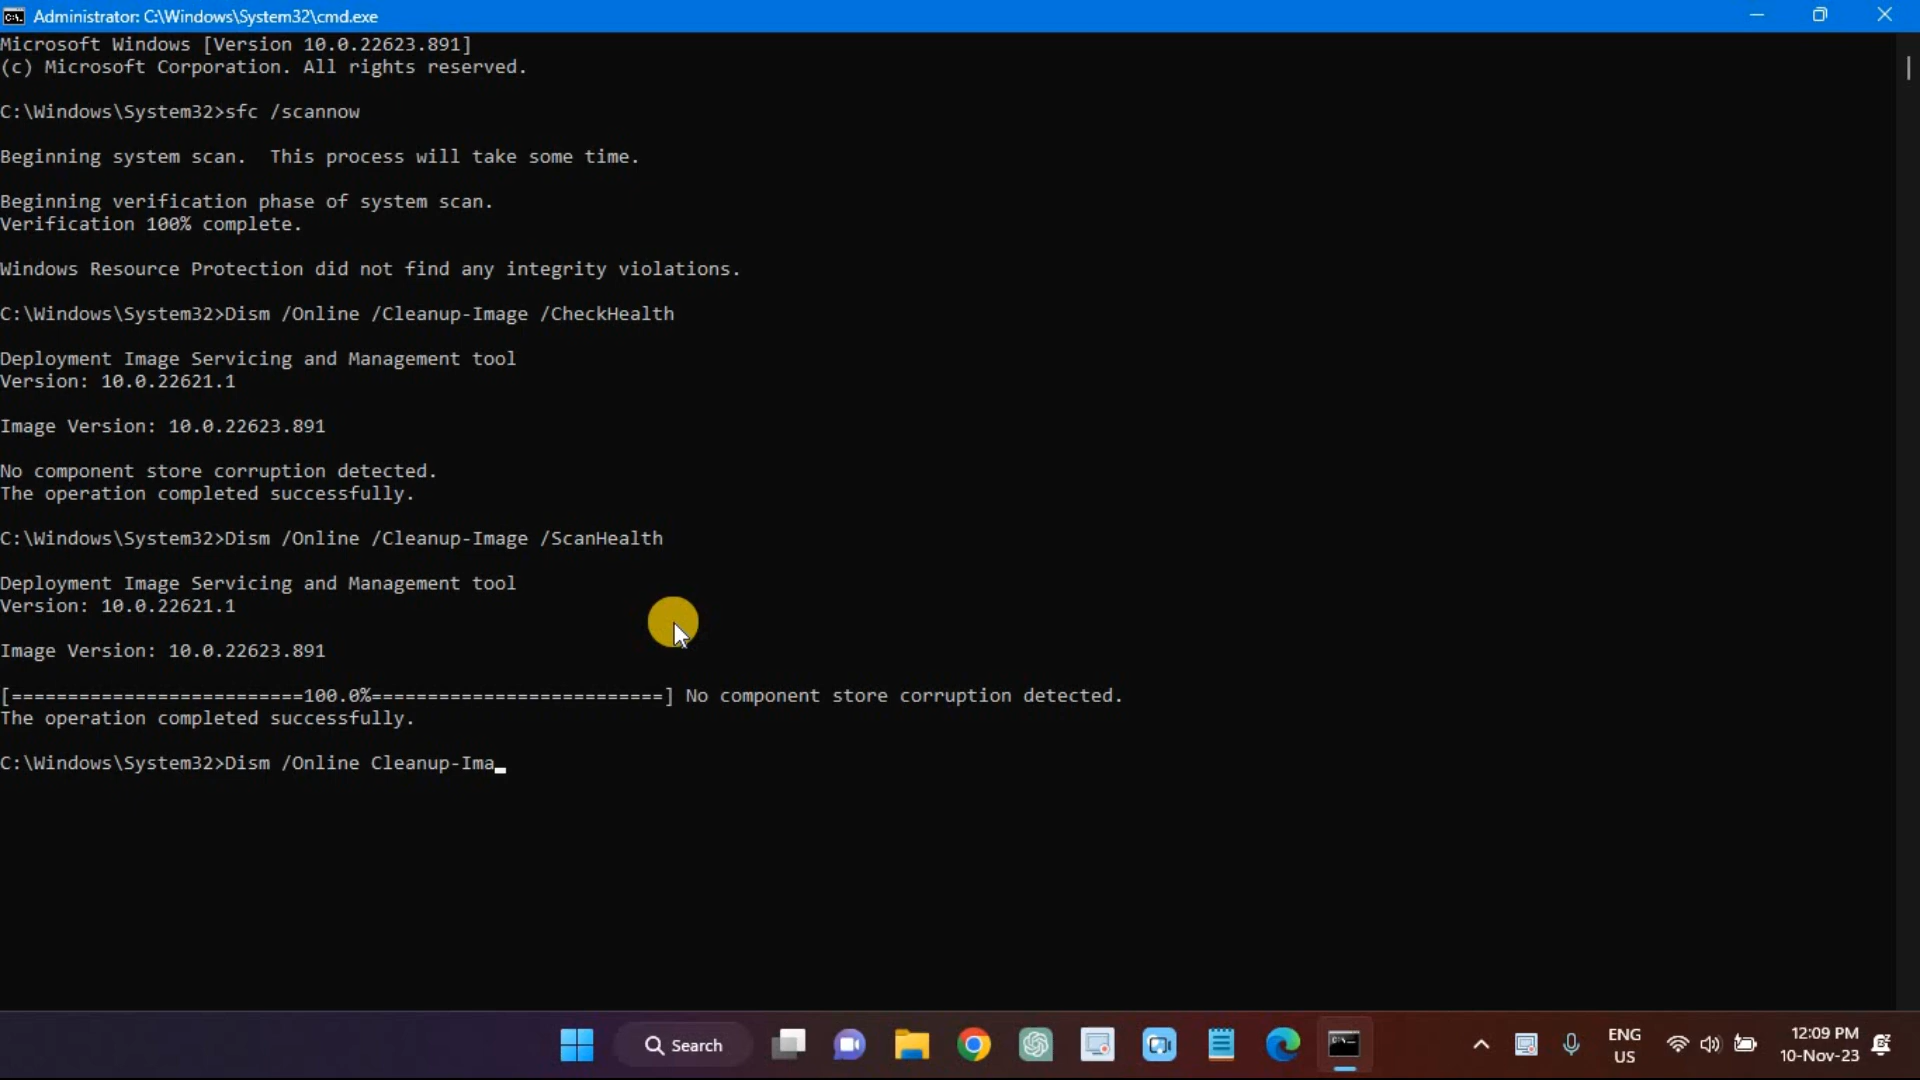 Administrator: C:\Windows\System32\cmd.exe
Microsoft Windows [Version 10.0.22623.891]
(c) Microsoft Corporation. All rights reserved.
C:\Windows\System32>sfc /scannow
Beginning system scan.  This process will take some time.
Beginning verification phase of system scan.
Verification 100% complete.
Windows Resource Protection did not find any integrity violations.
C:\Windows\System32>Dism /Online /Cleanup-Image /CheckHealth
Deployment Image Servicing and Management tool
Version: 10.0.22621.1
Image Version: 10.0.22623.891
No component store corruption detected.
The operation completed successfully.
C:\Windows\System32>Dism /Online /Cleanup-Image /ScanHealth
Deployment Image Servicing and Management tool
Version: 10.0.22621.1
Image Version: 10.0.22623.891
[==========================100.0%==========================] No component store corruption detected.
The operation completed successfully.
C:\Windows\System32>Dism /Online Cleanup-Ima_
Search
ENG
US
12:09 PM
10-Nov-23